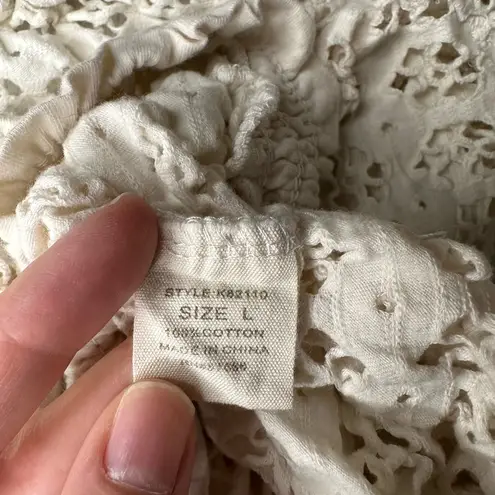 STYLE:K82110
SIZE L
100%COTTON
MADE IN CHINA